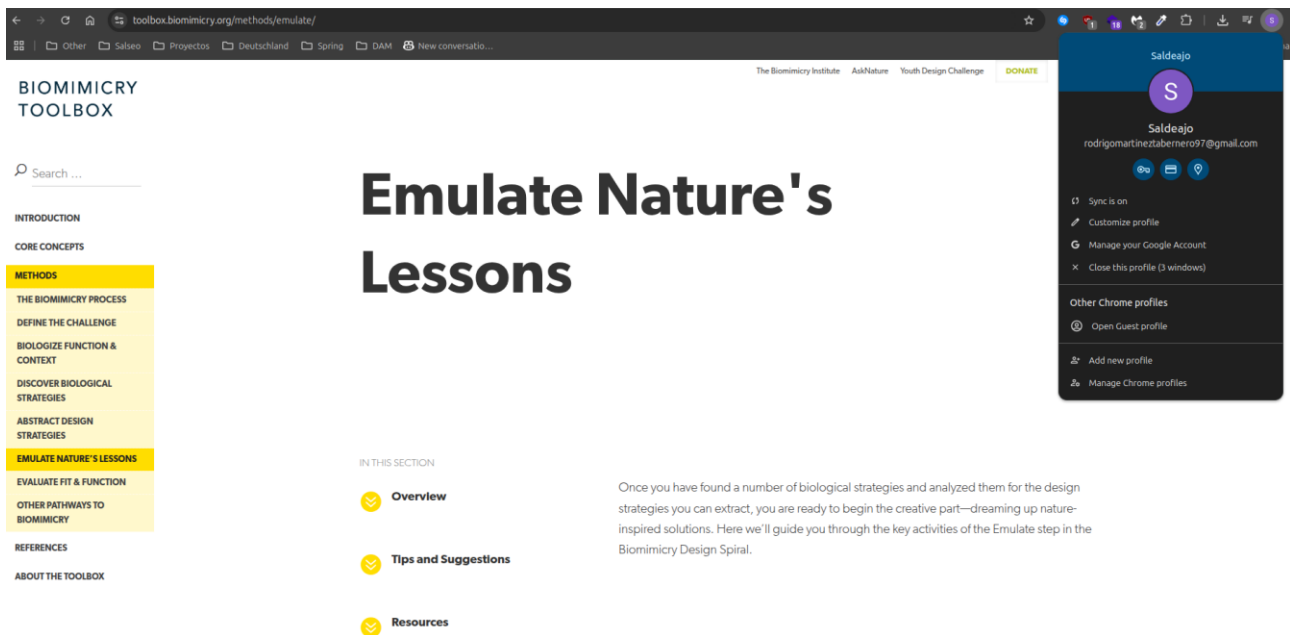 toolbox.biomimicry.org/methods/emulate/
1
18
2
S
Other
Salseo
Proyectos
Deutschland
Spring
DAM
New conversatio...
BIOMIMICRY
TOOLBOX
The Biomimicry Institute
AskNature
Youth Design Challenge
DONATE
Search ...
INTRODUCTION
CORE CONCEPTS
METHODS
THE BIOMIMICRY PROCESS
DEFINE THE CHALLENGE
BIOLOGIZE FUNCTION &
CONTEXT
DISCOVER BIOLOGICAL
STRATEGIES
ABSTRACT DESIGN
STRATEGIES
EMULATE NATURE'S LESSONS
EVALUATE FIT & FUNCTION
OTHER PATHWAYS TO
BIOMIMICRY
REFERENCES
ABOUT THE TOOLBOX
Emulate Nature's
Lessons
IN THIS SECTION
Overview
Tips and Suggestions
Resources
Once you have found a number of biological strategies and analyzed them for the design
strategies you can extract, you are ready to begin the creative part—dreaming up nature-
inspired solutions. Here we'll guide you through the key activities of the Emulate step in the
Biomimicry Design Spiral.
Saldeajo
S
Saldeajo
rodrigomartineztabernero97@gmail.com
Sync is on
Customize profile
G Manage your Google Account
Close this profile (3 windows)
Other Chrome profiles
Open Guest profile
Add new profile
Manage Chrome profiles